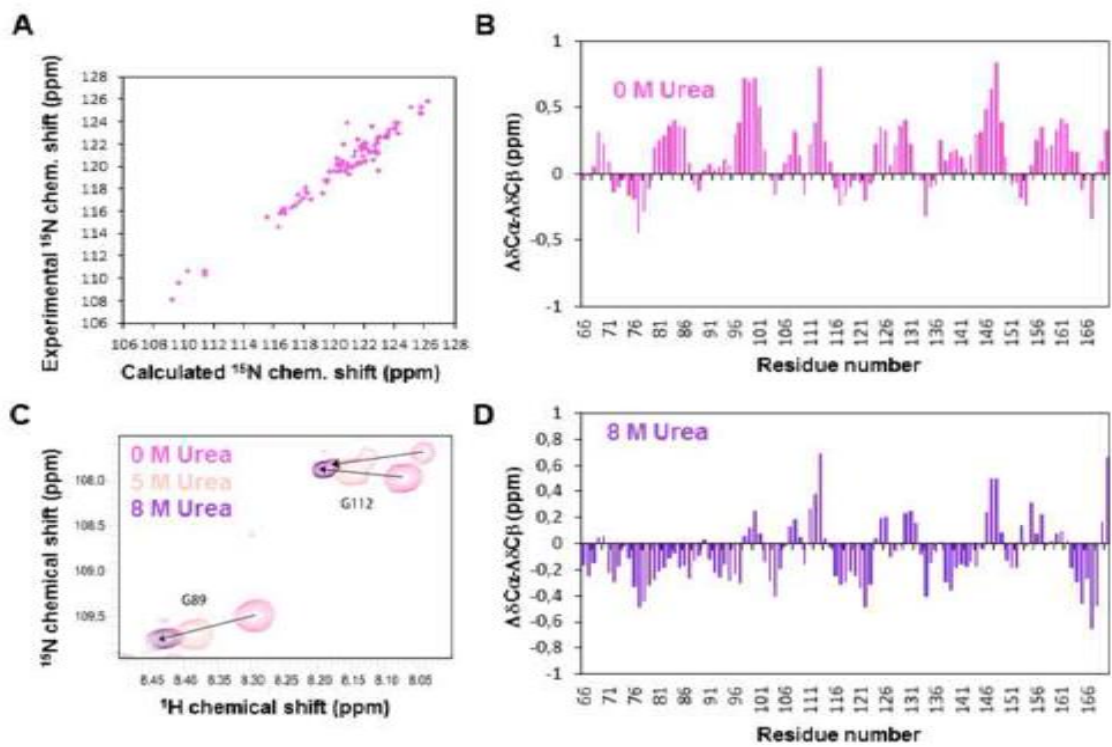 A
Experimental ¹⁵N chem. shift (ppm)
128
126
124
120
116
114
110
108
106
106 108 110 111 116 118 120 122 124 126 128
Calculated ¹⁵N chem. shift (ppm)
B
ΔδCα-ΔδCβ (ppm)
1
0,5
0
-0,5
-1
0 M Urea
66 71 76 81 86 91 96 101 106 111 116 121 126 131 136 141 146 151 156 161 166
Residue number
C
¹⁵N chemical shift (ppm)
108.0
108.5
109.0
109.5
0 M Urea
5 M Urea
8 M Urea
G112
G89
8.45 8.40 8.35 8.30 8.25 8.20 8.15 8.10 8.05
¹H chemical shift (ppm)
D
ΔδCα-ΔδCβ (ppm)
1
0,8
0,6
0,4
0,2
0
-0,2
-0,4
-0,6
-0,8
-1
8 M Urea
66 71 76 81 86 91 96 101 106 111 116 121 126 131 136 141 146 151 156 161 166
Residue number